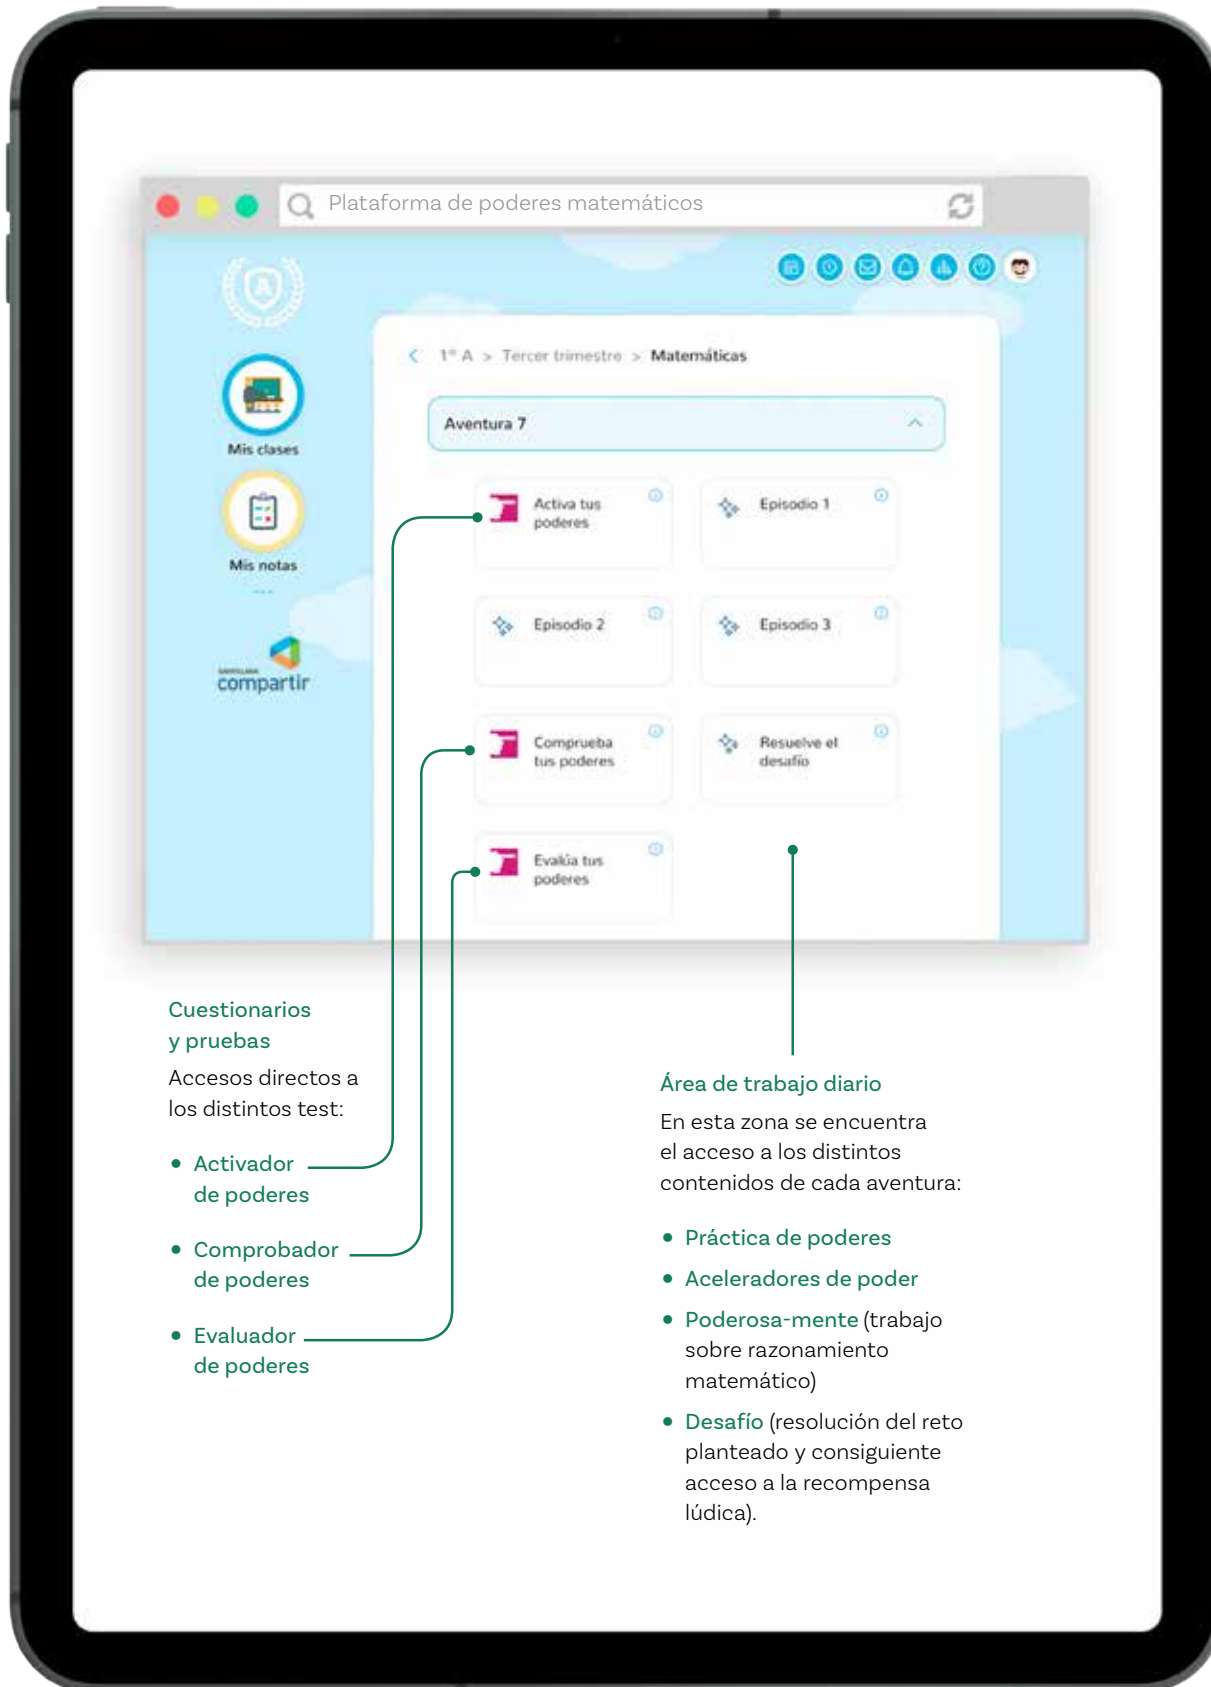 Plataforma de poderes matemáticos
A
1º A > Tercer trimestre > Matemáticas
Mis clases
Mis notas
SANTILLANA
compartir
Aventura 7
Activa tus
poderes
Episodio 1
Episodio 2
Episodio 3
Comprueba
tus poderes
Resuelve el
desafío
Evalúa tus
poderes
Cuestionarios
y pruebas
Accesos directos a
los distintos test:
• Activador
de poderes
• Comprobador
de poderes
• Evaluador
de poderes
Área de trabajo diario
En esta zona se encuentra
el acceso a los distintos
contenidos de cada aventura:
• Práctica de poderes
• Aceleradores de poder
• Poderosa-mente (trabajo
sobre razonamiento
matemático)
• Desafío (resolución del reto
planteado y consiguiente
acceso a la recompensa
lúdica).